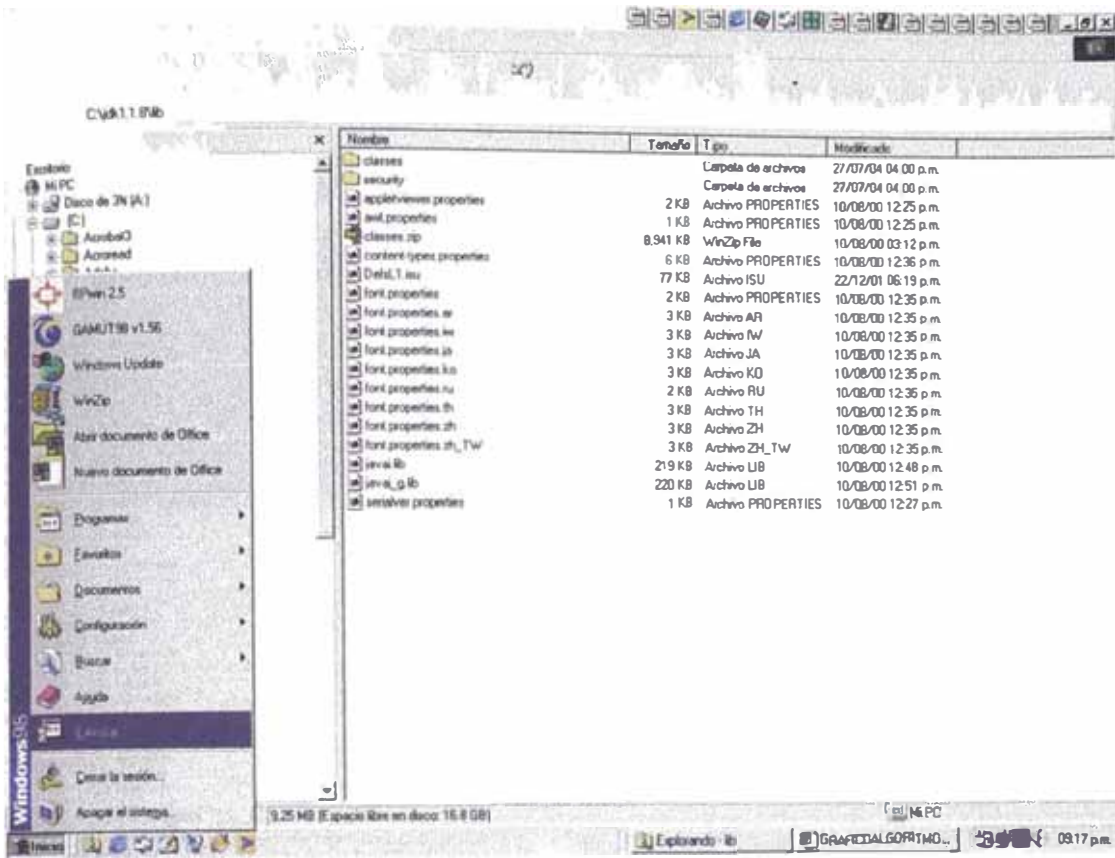 C:\jdk1.1.8\lib
Nombre Tamaño Tipo Modificado
Escritorio
Mi PC
Disco de 3½ (A:)
(C:)
Acrobat3
Acroread
classes Carpeta de archivos 27/07/04 04:00 p.m.
security Carpeta de archivos 27/07/04 04:00 p.m.
appletviewer.properties 2 KB Archivo PROPERTIES 10/08/00 12:25 p.m.
awt.properties 1 KB Archivo PROPERTIES 10/08/00 12:25 p.m.
classes.zip 8,941 KB WinZip File 10/08/00 03:12 p.m.
content-types.properties 6 KB Archivo PROPERTIES 10/08/00 12:36 p.m.
DeIsL1.isu 77 KB Archivo ISU 22/12/01 06:19 p.m.
font.properties 2 KB Archivo PROPERTIES 10/08/00 12:35 p.m.
font.properties.ar 3 KB Archivo AR 10/08/00 12:35 p.m.
font.properties.iw 3 KB Archivo IW 10/08/00 12:35 p.m.
font.properties.ja 3 KB Archivo JA 10/08/00 12:35 p.m.
font.properties.ko 3 KB Archivo KO 10/08/00 12:35 p.m.
font.properties.ru 2 KB Archivo RU 10/08/00 12:35 p.m.
font.properties.th 3 KB Archivo TH 10/08/00 12:35 p.m.
font.properties.zh 3 KB Archivo ZH 10/08/00 12:35 p.m.
font.properties.zh_TW 3 KB Archivo ZH_TW 10/08/00 12:35 p.m.
javai.lib 219 KB Archivo LIB 10/08/00 12:48 p.m.
javai_g.lib 220 KB Archivo LIB 10/08/00 12:51 p.m.
serialver.properties 1 KB Archivo PROPERTIES 10/08/00 12:27 p.m.
BPwin 2.5
GAMUT98 v1.56
Windows Update
WinZip
Abrir documento de Office
Nuevo documento de Office
Programas
Favoritos
Documentos
Configuración
Buscar
Ayuda
Cerrar la sesión...
Apagar el sistema...
Windows98
9.25 MB (Espacio libre en disco: 16.8 GB)
Mi PC
Inicio
Explorando - lib
GRAFICOALGORITMO...
09:17 p.m.